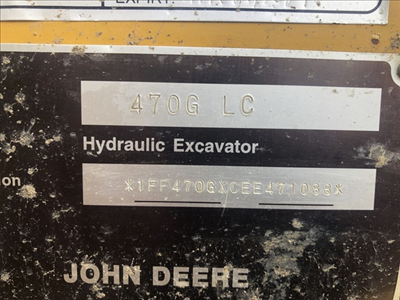 470G LC
Hydraulic Excavator
*1FF470GXCEE471088*
JOHN DEERE